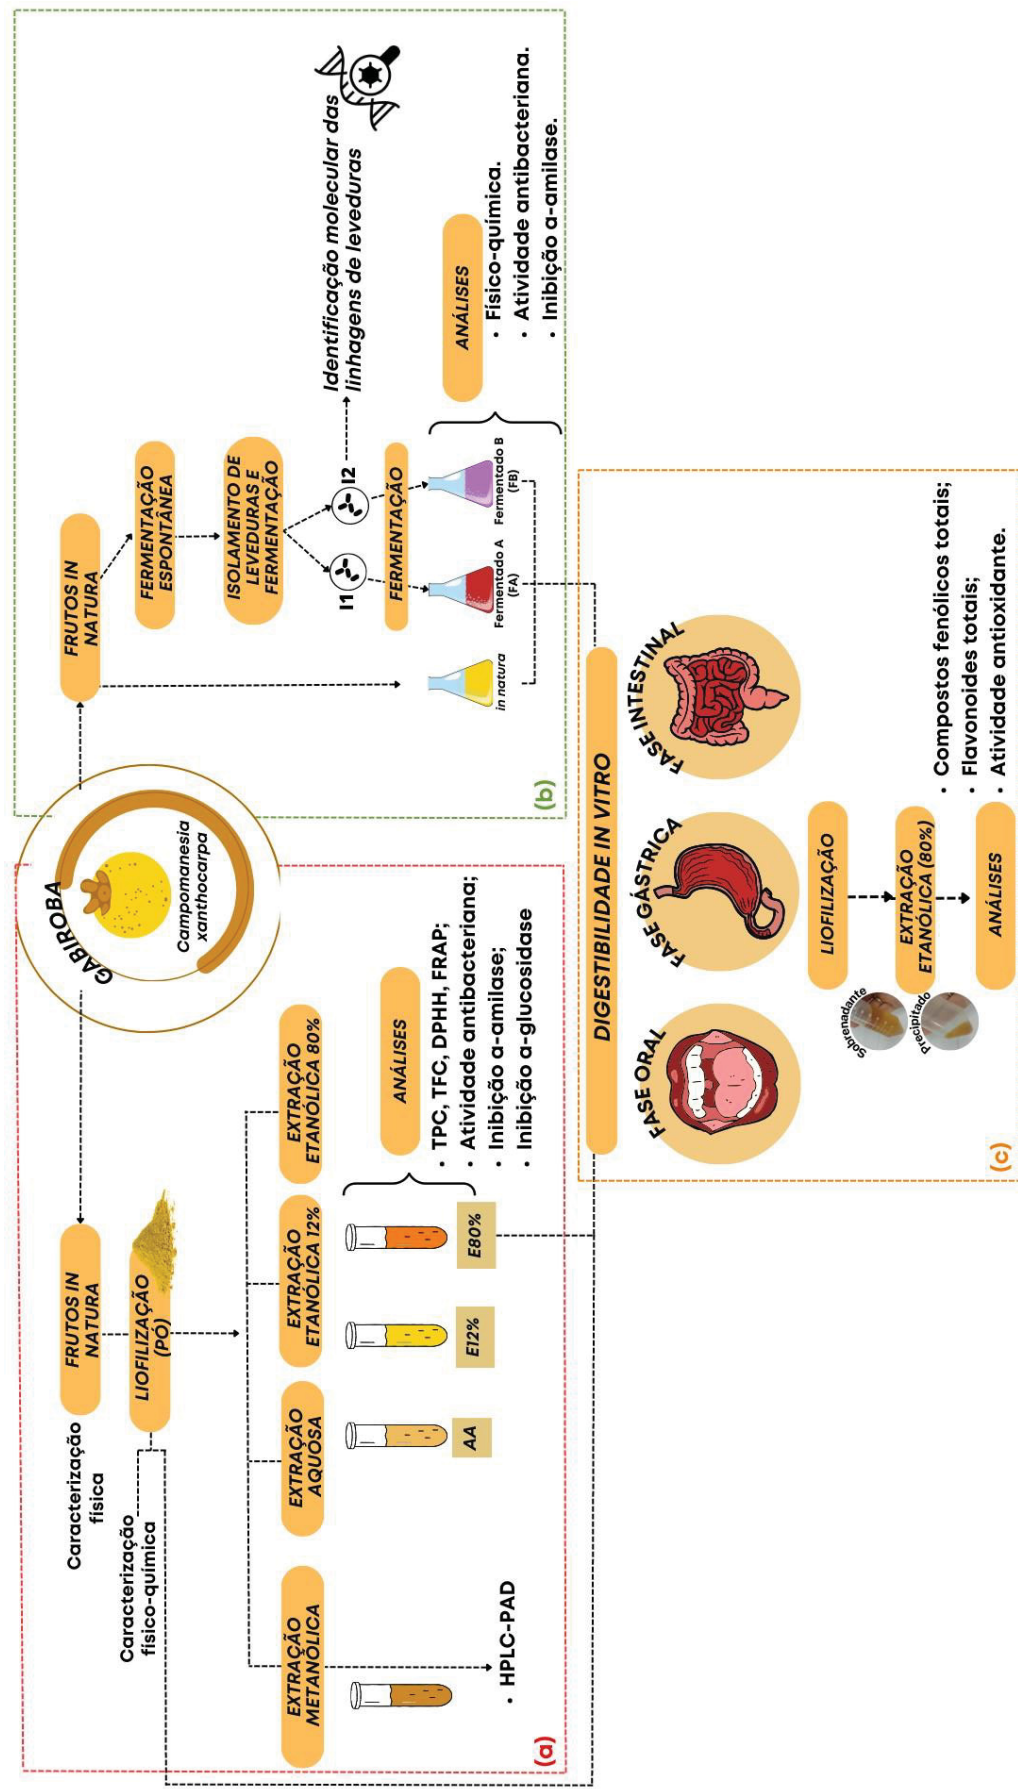 GABIROBA
Campomanesia
xanthocarpa
FRUTOS IN
NATURA
Caracterização
física
LIOFILIZAÇÃO
(PÓ)
Caracterização
físico-química
EXTRAÇÃO
METANÓLICA
EXTRAÇÃO
AQUOSA
EXTRAÇÃO
ETANÓLICA 12%
EXTRAÇÃO
ETANÓLICA 80%
• HPLC-PAD
AA
E12%
E80%
ANÁLISES
• TPC, TFC, DPHH, FRAP;
• Atividade antibacteriana;
• Inibição a-amilase;
• Inibição a-glucosidase
(a)
FRUTOS IN
NATURA
FERMENTAÇÃO
ESPONTÂNEA
ISOLAMENTO DE
LEVEDURAS E
FERMENTAÇÃO
I1
I2
Identificação molecular das
linhagens de leveduras
FERMENTAÇÃO
in natura
Fermentado A
(FA)
Fermentado B
(FB)
ANÁLISES
• Físico-química.
• Atividade antibacteriana.
• Inibição a-amilase.
(b)
DIGESTIBILIDADE IN VITRO
FASE ORAL
FASE GÁSTRICA
FASE INTESTINAL
LIOFILIZAÇÃO
Sobrenadante
Precipitado
EXTRAÇÃO
ETANÓLICA (80%)
ANÁLISES
• Compostos fenólicos totais;
• Flavonoides totais;
• Atividade antioxidante.
(c)